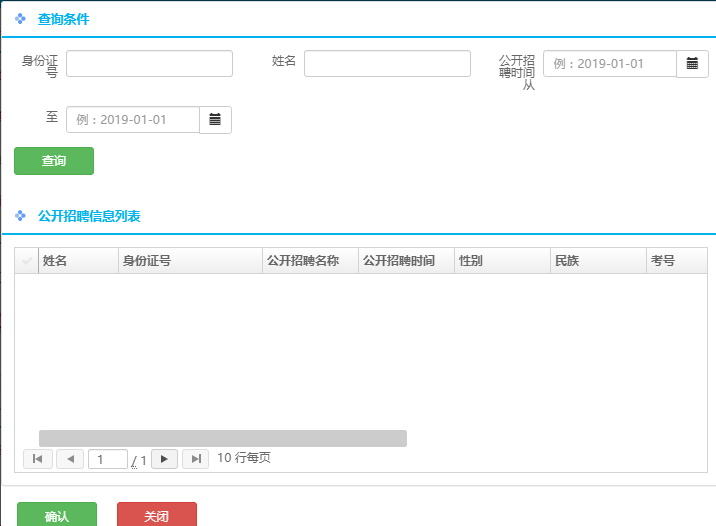 查询条件
身份证号
姓名
公开招聘时间从
例：2019-01-01
至
例：2019-01-01
查询
公开招聘信息列表
姓名 身份证号 公开招聘名称 公开招聘时间 性别 民族 考号
1 / 1 10 行每页
确认 关闭